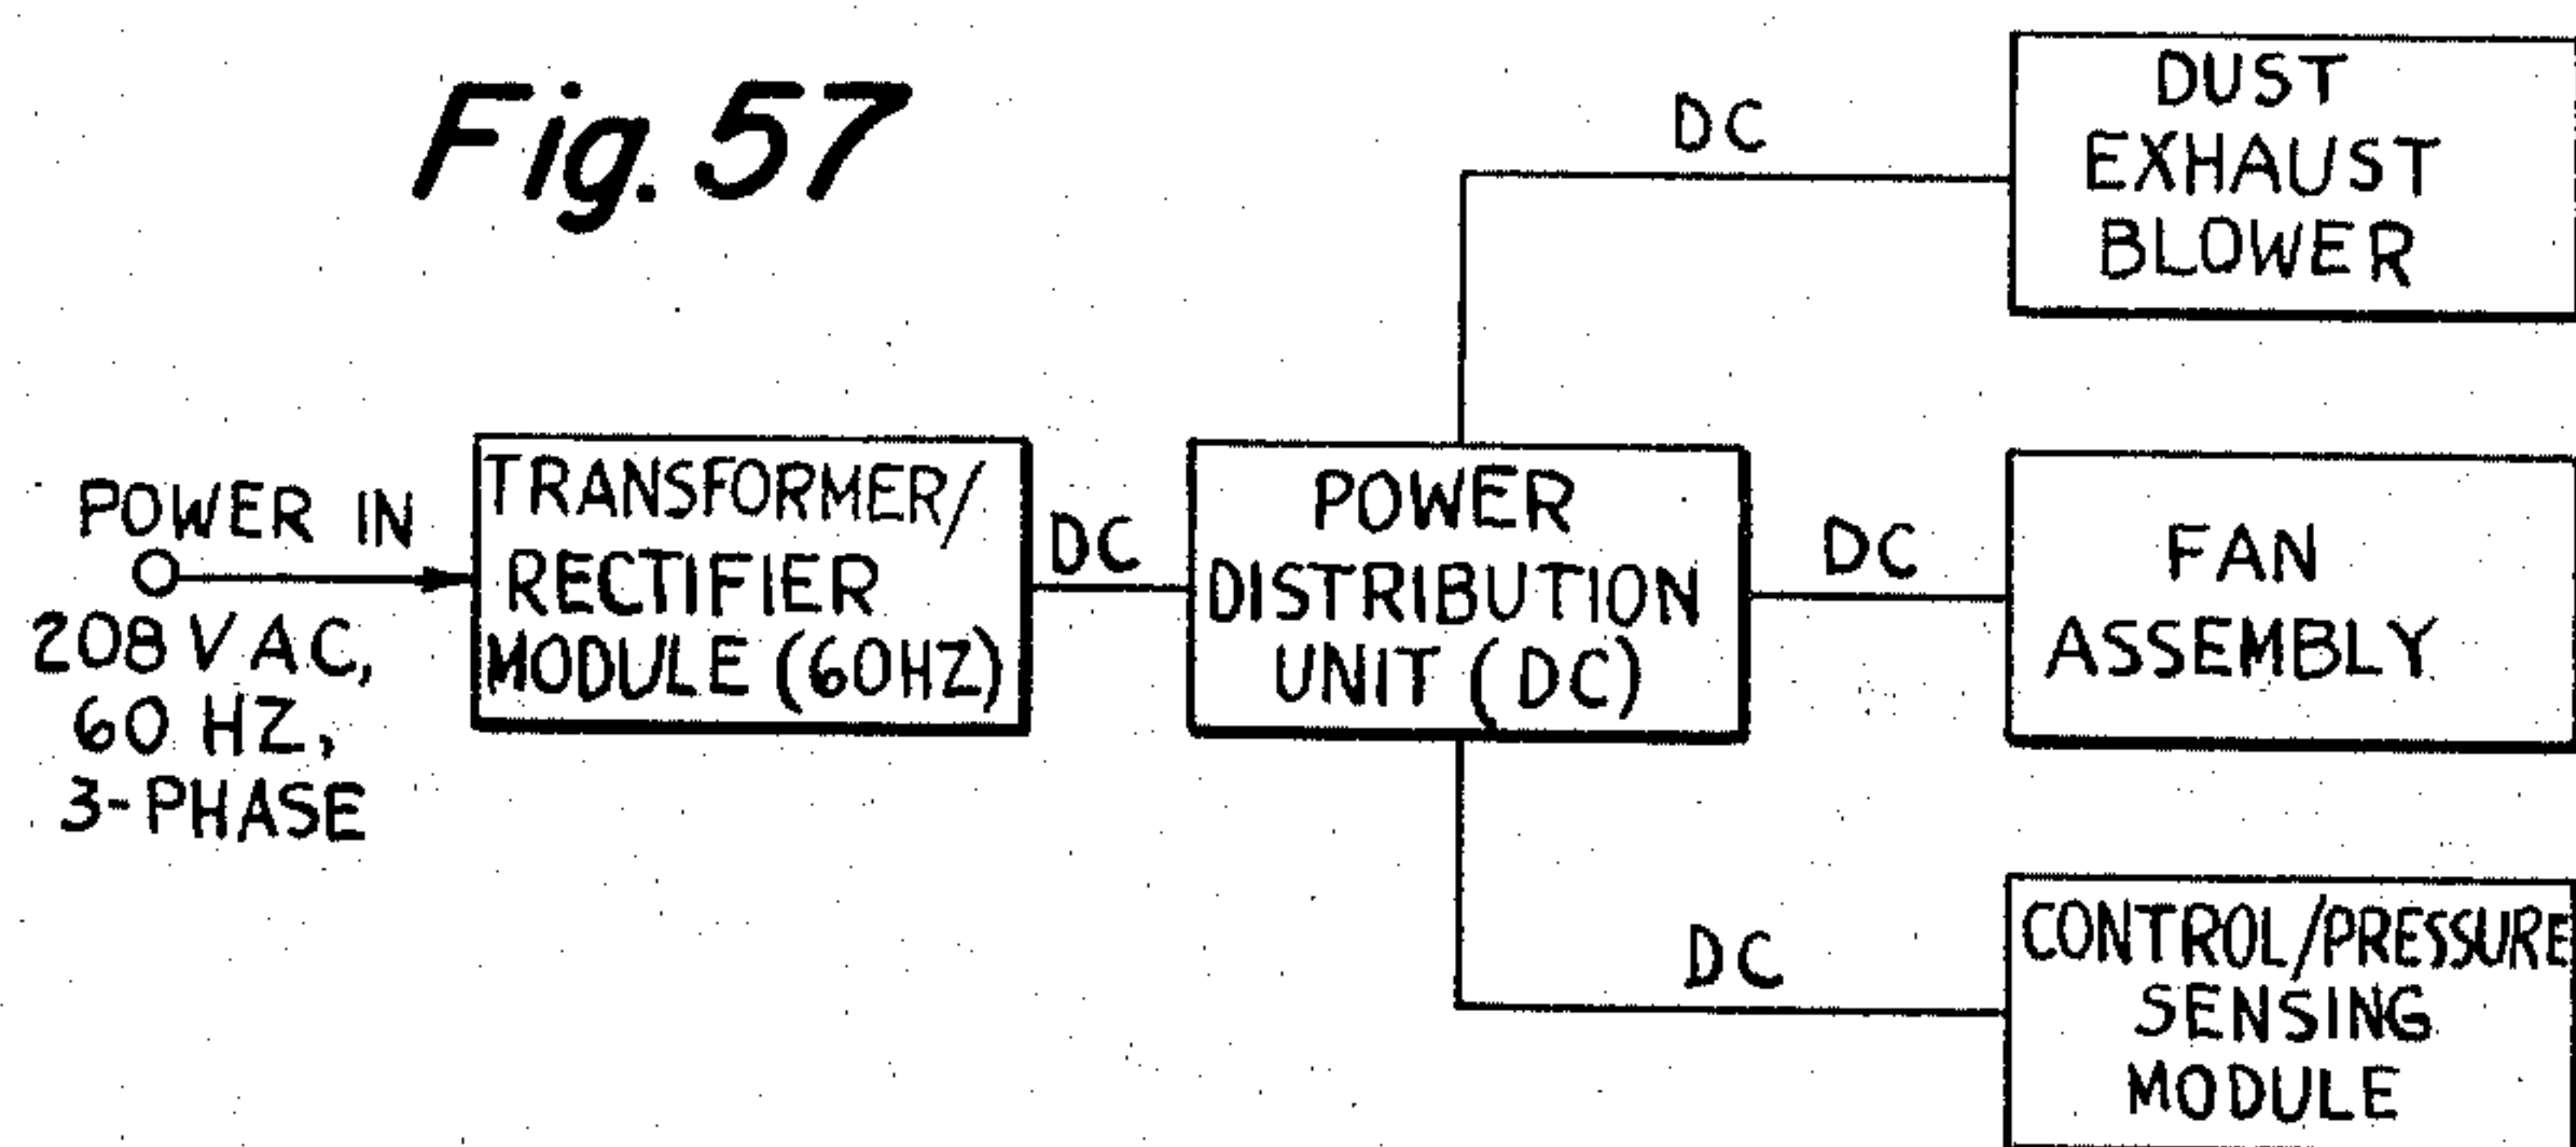 Fig. 57
DC
DUST
EXHAUST
BLOWER
POWER IN
208 VAC,
60 HZ,
3-PHASE
TRANSFORMER/
RECTIFIER
MODULE (60HZ)
DC
POWER
DISTRIBUTION
UNIT (DC)
DC
FAN
ASSEMBLY
DC
CONTROL/PRESSURE
SENSING
MODULE